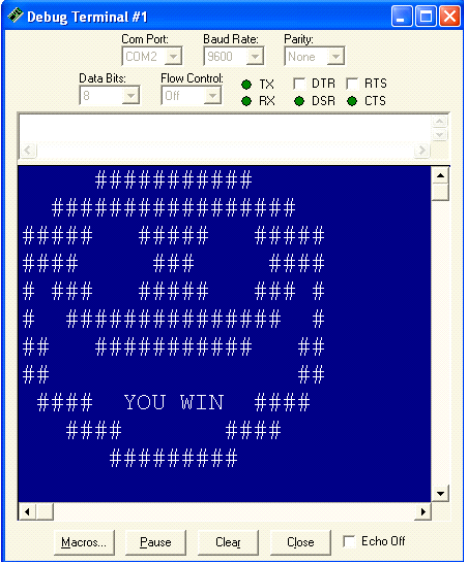 Debug Terminal #1
Com Port: Baud Rate: Parity:
COM2 9600 None
Data Bits: Flow Control: TX DTR RTS
8 Off RX DSR CTS
###########
#################
##### ##### #####
#### ### ####
# ### ##### ### #
# ############### #
## ########### ##
## ##
#### YOU WIN ####
#### ####
#########
Macros... Pause Clear Close Echo Off